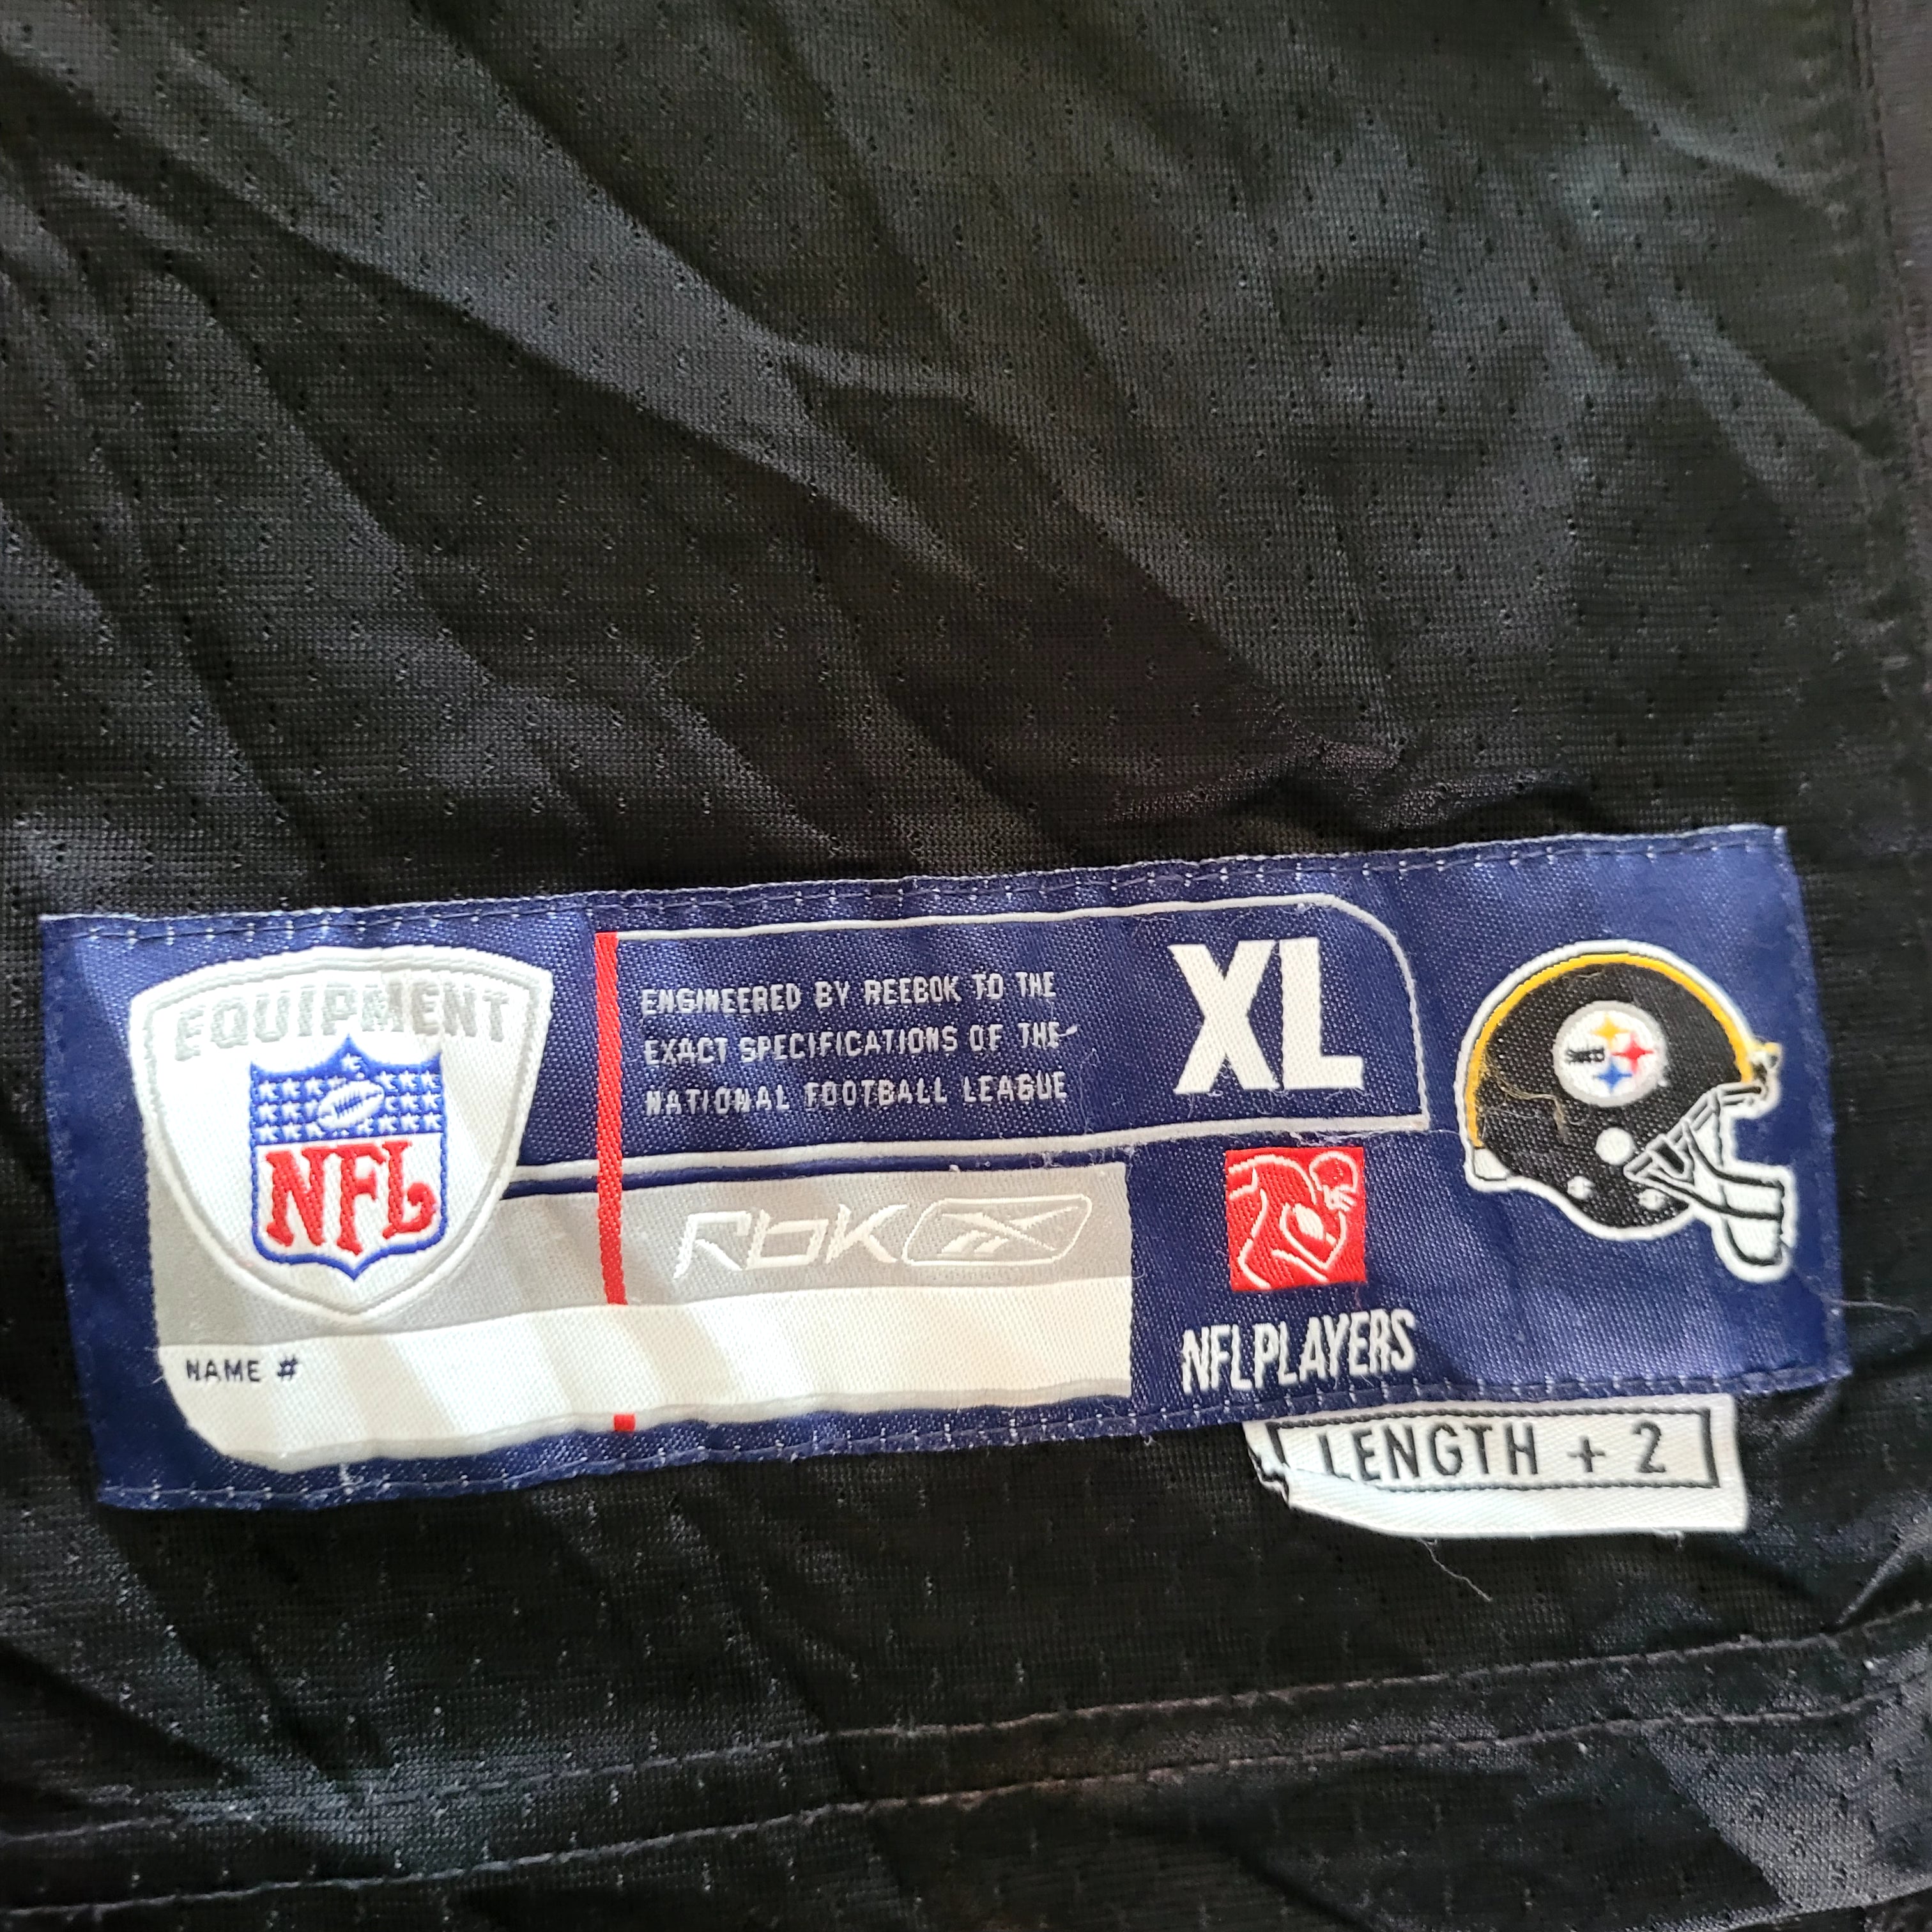 EQUIPMENT
NFL
ENGINEERED BY REEBOK TO THE
EXACT SPECIFICATIONS OF THE
NATIONAL FOOTBALL LEAGUE
XL
RbK
NAME #
NFLPLAYERS
LENGTH + 2